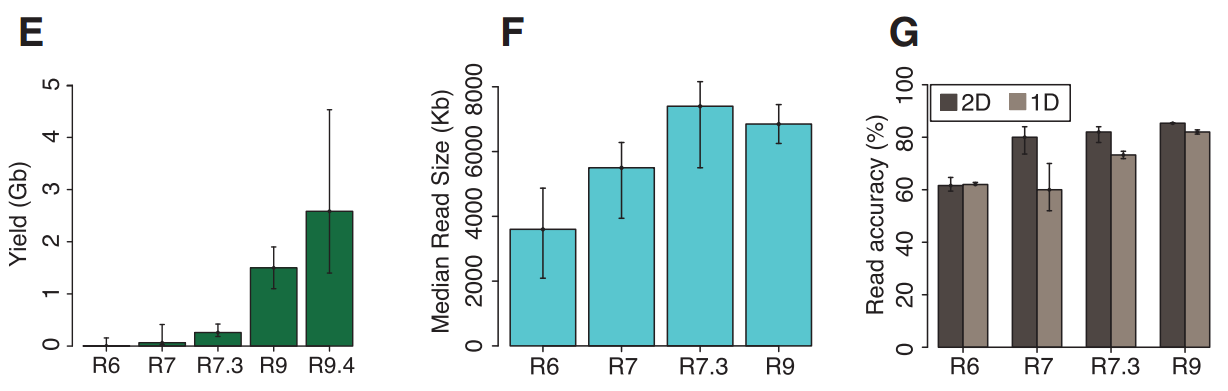 E
Yield (Gb)
5
4
3
2
1
0
R6 R7 R7.3 R9 R9.4
F
Median Read Size (Kb)
8000
6000
4000
2000
0
R6 R7 R7.3 R9
G
Read accuracy (%)
100
80
60
40
20
0
2D 1D
R6 R7 R7.3 R9